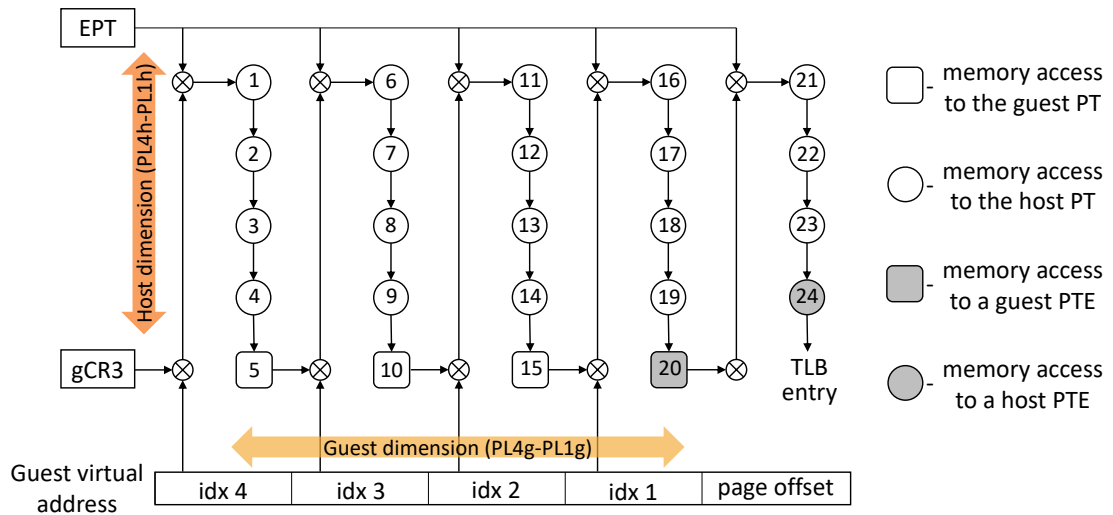 EPT
1
6
11
16
21
memory access
to the guest PT
2
7
12
17
22
memory access
to the host PT
3
8
13
18
23
4
9
14
19
24
memory access
to a guest PTE
Host dimension (PL4h-PL1h)
gCR3
5
10
15
20
TLB
entry
memory access
to a host PTE
Guest dimension (PL4g-PL1g)
Guest virtual
address
idx 4
idx 3
idx 2
idx 1
page offset